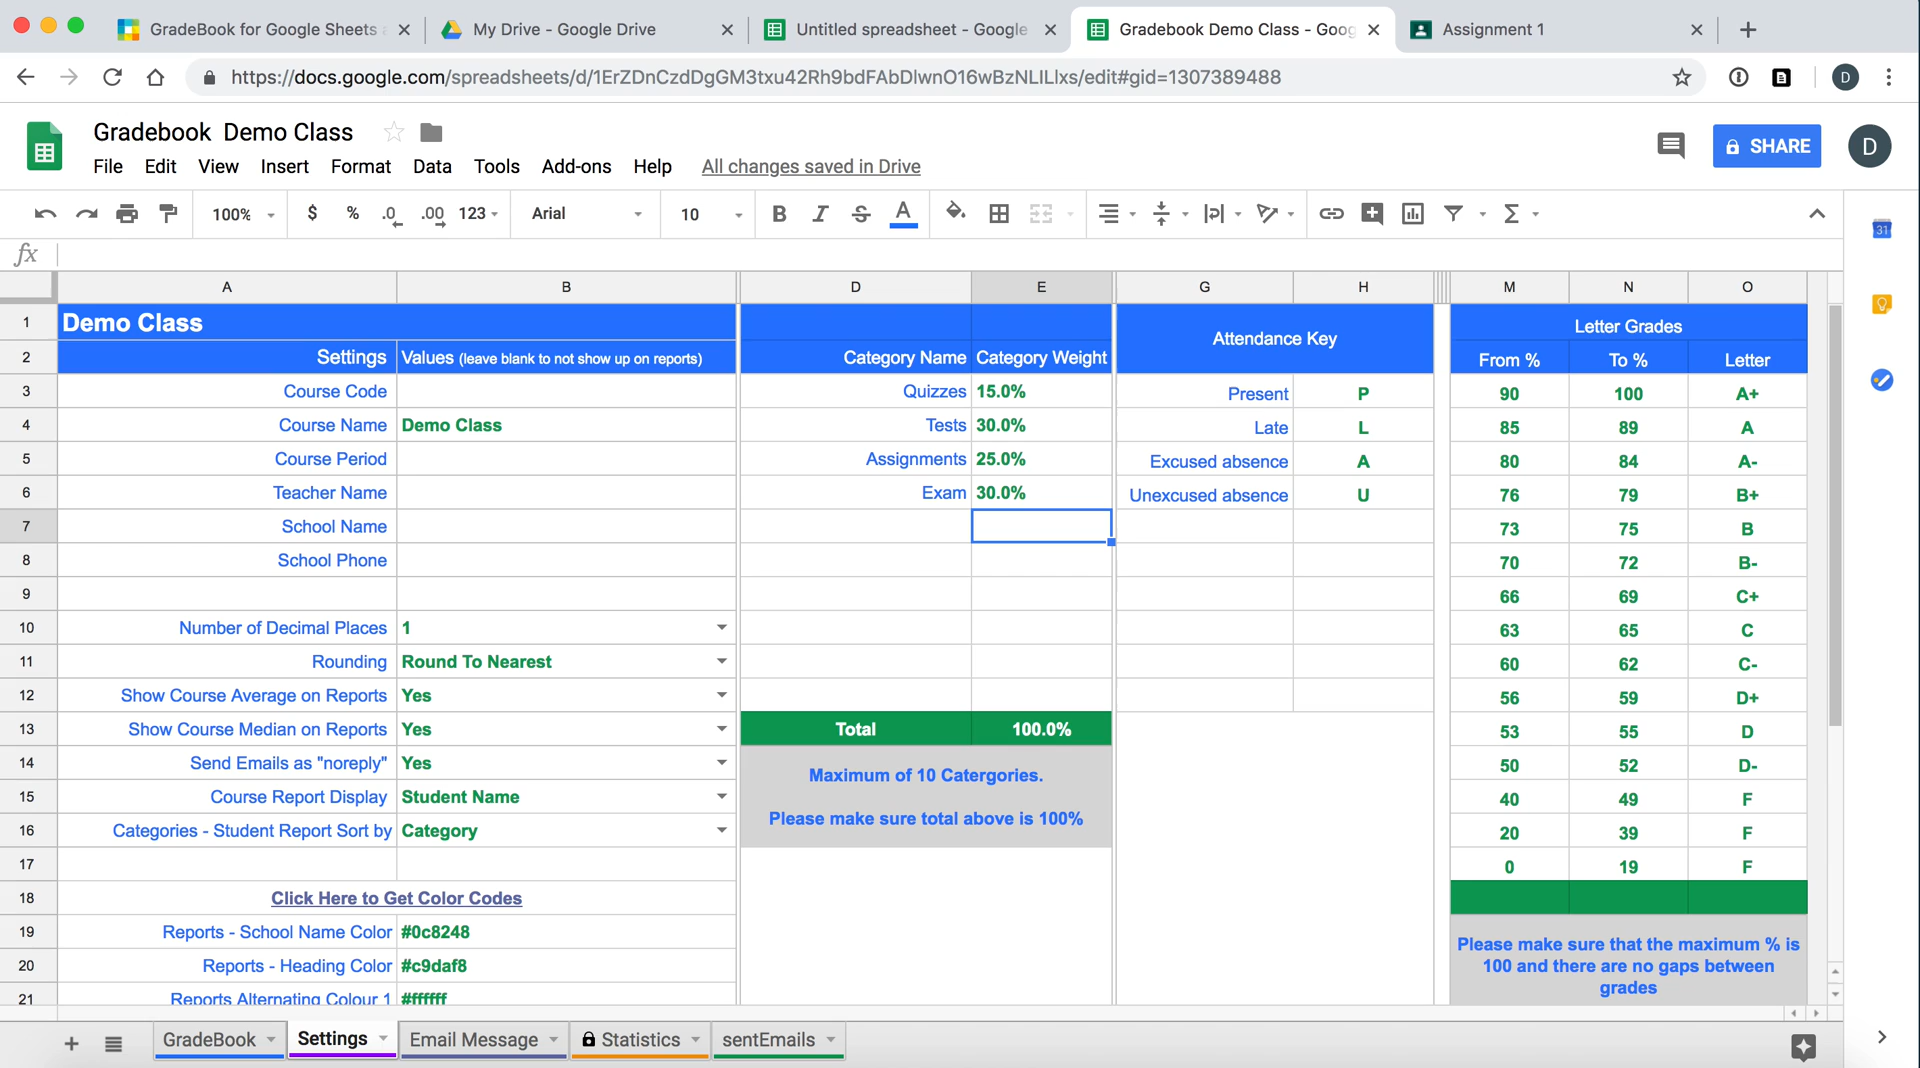 GradeBook for Google Sheets
My Drive - Google Drive
Untitled spreadsheet - Google
Gradebook Demo Class - Goog
Assignment 1
https://docs.google.com/spreadsheets/d/1ErZDnCzdDgGM3txu42Rh9bdFAbDlwnO16wBzNLILlxs/edit#gid=1307389488
D
Gradebook Demo Class
SHARE
D
File Edit View Insert Format Data Tools Add-ons Help All changes saved in Drive
100% $ % .0 .00 123 Arial 10 B I S A Σ
31
fx
A B D E G H M N O
1 Demo Class Attendance Key Letter Grades
2 Settings Values (leave blank to not show up on reports) Category Name Category Weight From % To % Letter
3 Course Code Quizzes 15.0% Present P 90 100 A+
4 Course Name Demo Class Tests 30.0% Late L 85 89 A
5 Course Period Assignments 25.0% Excused absence A 80 84 A-
6 Teacher Name Exam 30.0% Unexcused absence U 76 79 B+
7 School Name 73 75 B
8 School Phone 70 72 B-
9 66 69 C+
10 Number of Decimal Places 1 63 65 C
11 Rounding Round To Nearest 60 62 C-
12 Show Course Average on Reports Yes 56 59 D+
13 Show Course Median on Reports Yes Total 100.0% 53 55 D
14 Send Emails as "noreply" Yes Maximum of 10 Catergories. 50 52 D-
15 Course Report Display Student Name Please make sure total above is 100% 40 49 F
16 Categories - Student Report Sort by Category 20 39 F
17 0 19 F
18 Click Here to Get Color Codes
19 Reports - School Name Color #0c8248
20 Reports - Heading Color #c9daf8
21 Reports Alternating Colour 1 #ffffff
Please make sure that the maximum % is
100 and there are no gaps between
grades
GradeBook Settings Email Message Statistics sentEmails